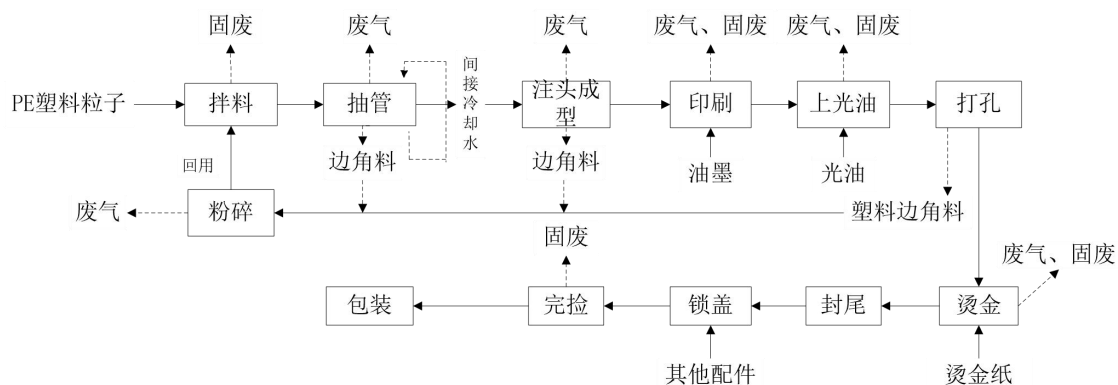 固废
废气
废气
废气、固废
废气、固废
PE塑料粒子
拌料
抽管
间接冷却水
注头成型
印刷
上光油
打孔
回用
边角料
边角料
油墨
光油
废气
粉碎
塑料边角料
固废
废气、固废
包装
完捡
锁盖
封尾
烫金
其他配件
烫金纸